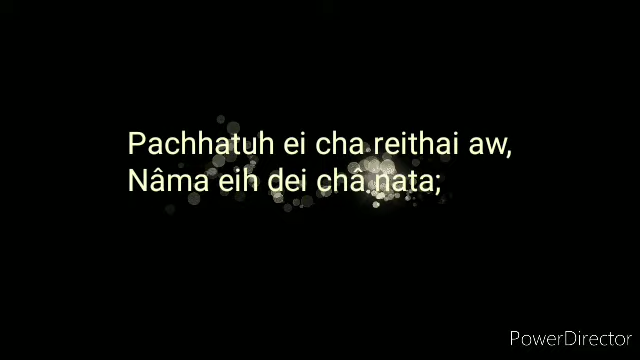 Pachhatuh ei cha reithai aw,
Nâma eih dei châ nata;
PowerDirector